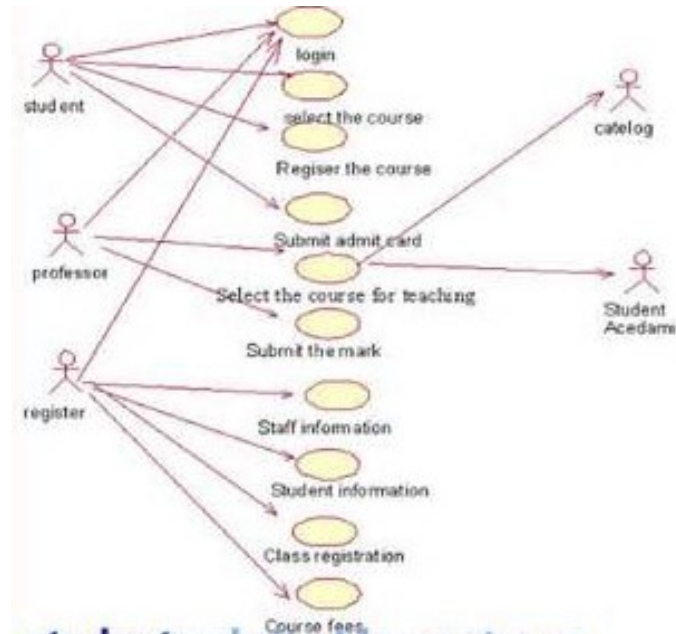 login
student
select the course
catelog
Regiser the course
Submit admit card
professor
Select the course for teaching
Student
Acedami
Submit the mark
register
Staff information
Student information
Class registration
Course fees